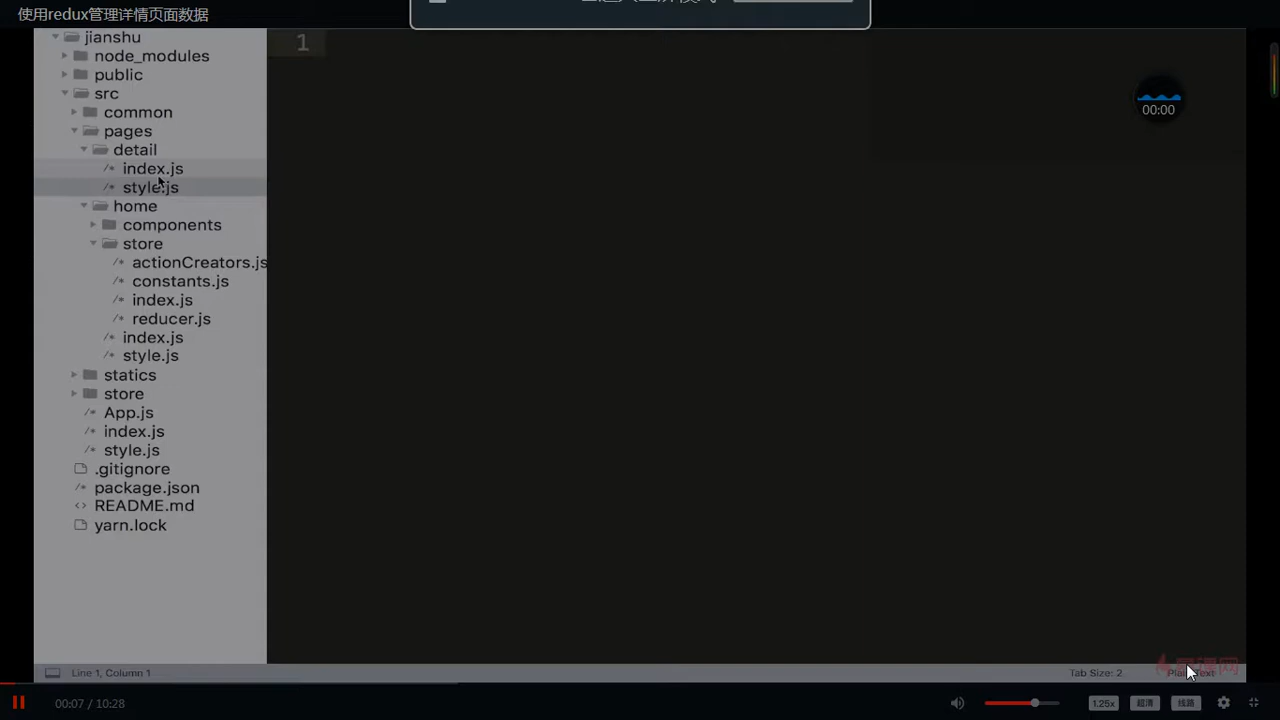 使用redux管理详情页面数据
jianshu
1
node_modules
public
src
00:00
common
pages
detail
index.js
style.js
home
components
store
actionCreators.js
constants.js
index.js
reducer.js
index.js
style.js
statics
store
App.js
index.js
style.js
.gitignore
package.json
README.md
yarn.lock
Line 1, Column 1
Tab Size: 2
00:07 / 10:28
1.25x
超清
线路